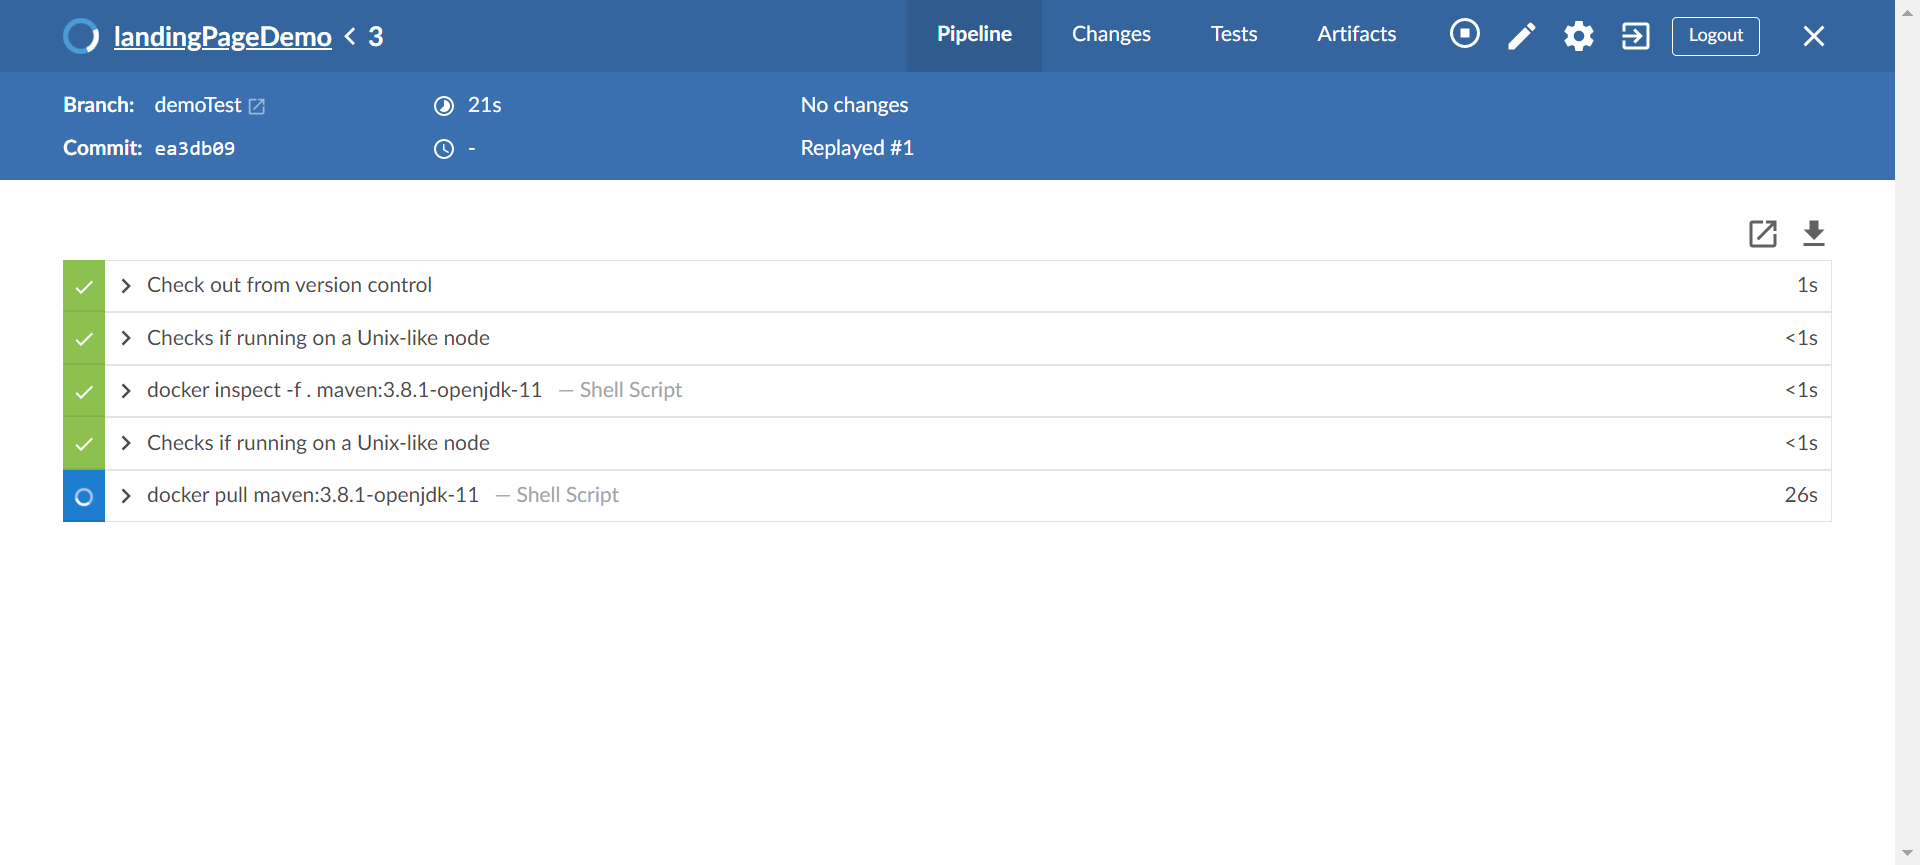 landingPageDemo < 3
Pipeline
Changes
Tests
Artifacts
Logout
Branch: demoTest
21s
No changes
Commit: ea3db09
-
Replayed #1
Check out from version control 1s
Checks if running on a Unix-like node <1s
docker inspect -f . maven:3.8.1-openjdk-11 — Shell Script <1s
Checks if running on a Unix-like node <1s
docker pull maven:3.8.1-openjdk-11 — Shell Script 26s